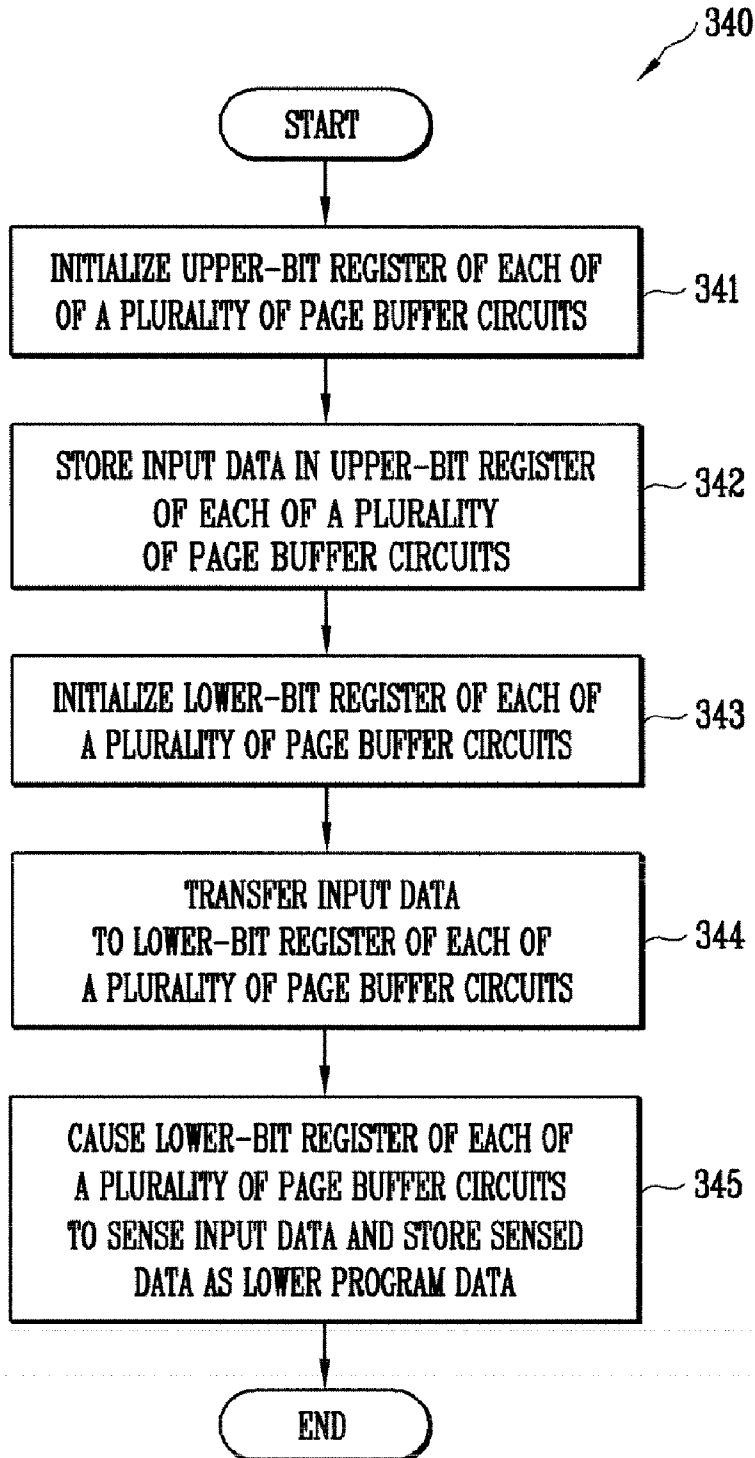 340
START
INITIALIZE UPPER-BIT REGISTER OF EACH OF
OF A PLURALITY OF PAGE BUFFER CIRCUITS
341
STORE INPUT DATA IN UPPER-BIT REGISTER
OF EACH OF A PLURALITY
OF PAGE BUFFER CIRCUITS
342
INITIALIZE LOWER-BIT REGISTER OF EACH OF
A PLURALITY OF PAGE BUFFER CIRCUITS
343
TRANSFER INPUT DATA
TO LOWER-BIT REGISTER OF EACH OF
A PLURALITY OF PAGE BUFFER CIRCUITS
344
CAUSE LOWER-BIT REGISTER OF EACH OF
A PLURALITY OF PAGE BUFFER CIRCUITS
TO SENSE INPUT DATA AND STORE SENSED
DATA AS LOWER PROGRAM DATA
345
END